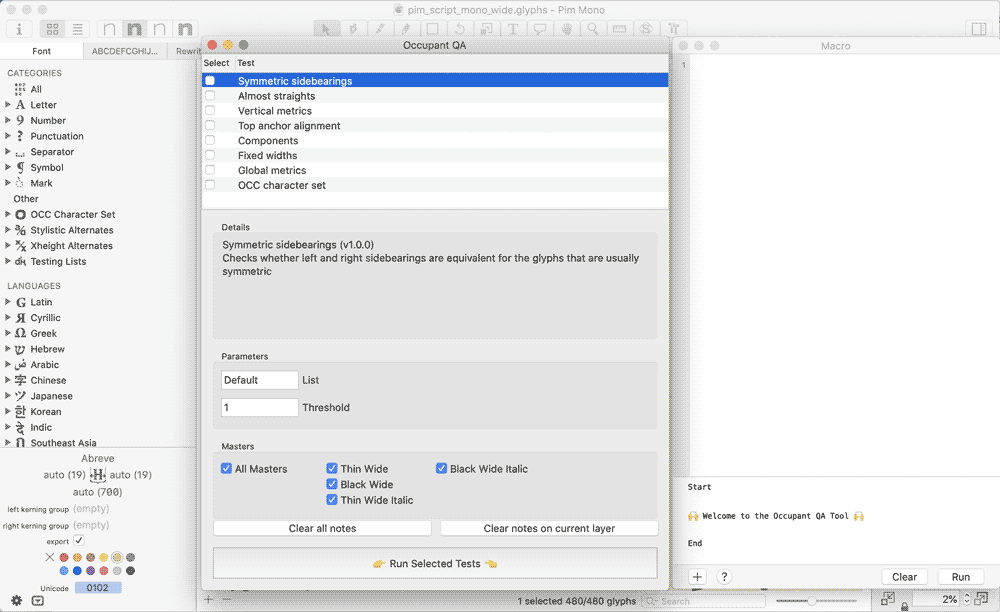 pim_script_mono_wide.glyphs - Pim Mono
Font
ABCDEFCGHIJ...
Rewrit
CATEGORIES
All
Letter
Number
Punctuation
Separator
Symbol
Mark
Other
OCC Character Set
Stylistic Alternates
Xheight Alternates
Testing Lists
LANGUAGES
Latin
Cyrillic
Greek
Hebrew
Arabic
Chinese
Japanese
Korean
Indic
Southeast Asia
Abreve
auto (19) H auto (19)
auto (700)
left kerning group (empty)
right kerning group (empty)
export
Unicode 0102
Occupant QA
Select Test
Symmetric sidebearings
Almost straights
Vertical metrics
Top anchor alignment
Components
Fixed widths
Global metrics
OCC character set
Details
Symmetric sidebearings (v1.0.0)
Checks whether left and right sidebearings are equivalent for the glyphs that are usually
symmetric
Parameters
Default List
1 Threshold
Masters
All Masters Thin Wide Black Wide Italic
Black Wide
Thin Wide Italic
Clear all notes Clear notes on current layer
👉 Run Selected Tests 👈
1 selected 480/480 glyphs
Search
2%
Macro
1
Start
🙌 Welcome to the Occupant QA Tool 🙌
End
+ ? Clear Run